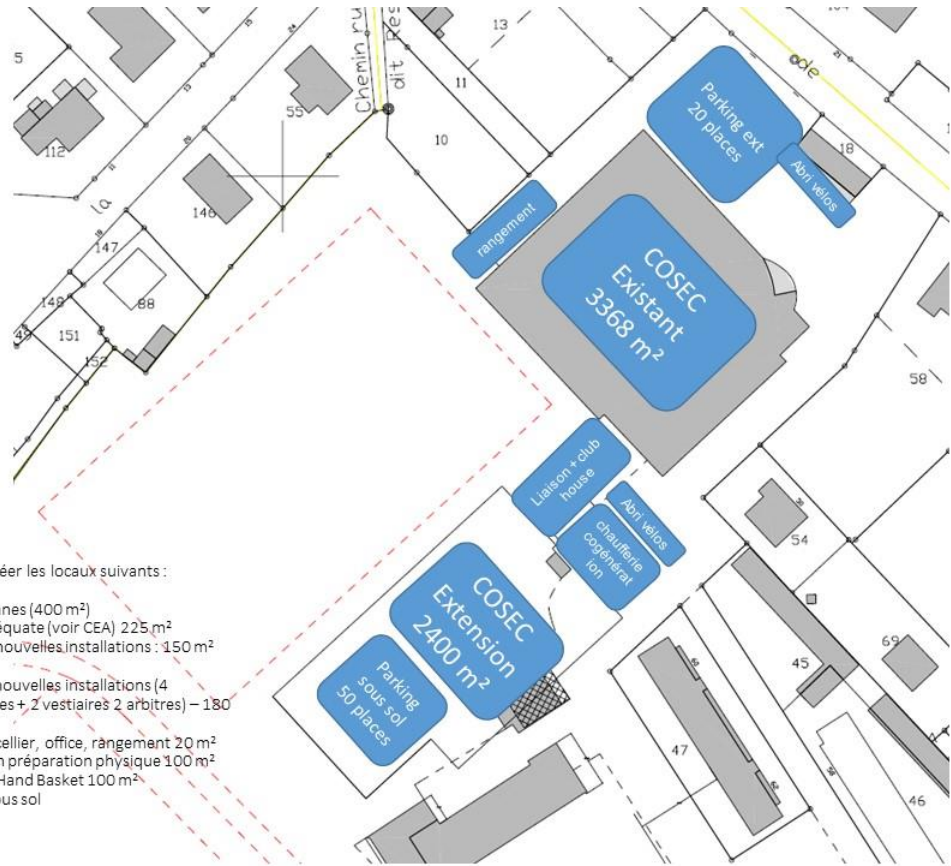 13
104
de
Chemin ru
dit Res
5
55
11
112
10
Parking ext
20 places
18
Abri vélos
la
146
rangement
147
COSEC
Existant
3368 m²
148
88
49
151
152
58
Liaison + club
house
Abri vélos
chaufferie
cogénérat
ion
54
COSEC
Extension
2400 m²
Parking
sous sol
50 places
69
45
47
46
éer les locaux suivants :
nes (400 m²)
équate (voir CEA) 225 m²
nouvelles installations : 150 m²
nouvelles installations (4
es + 2 vestiaires 2 arbitres) – 180
cellier, office, rangement 20 m²
n préparation physique 100 m²
Hand Basket 100 m²
ous sol